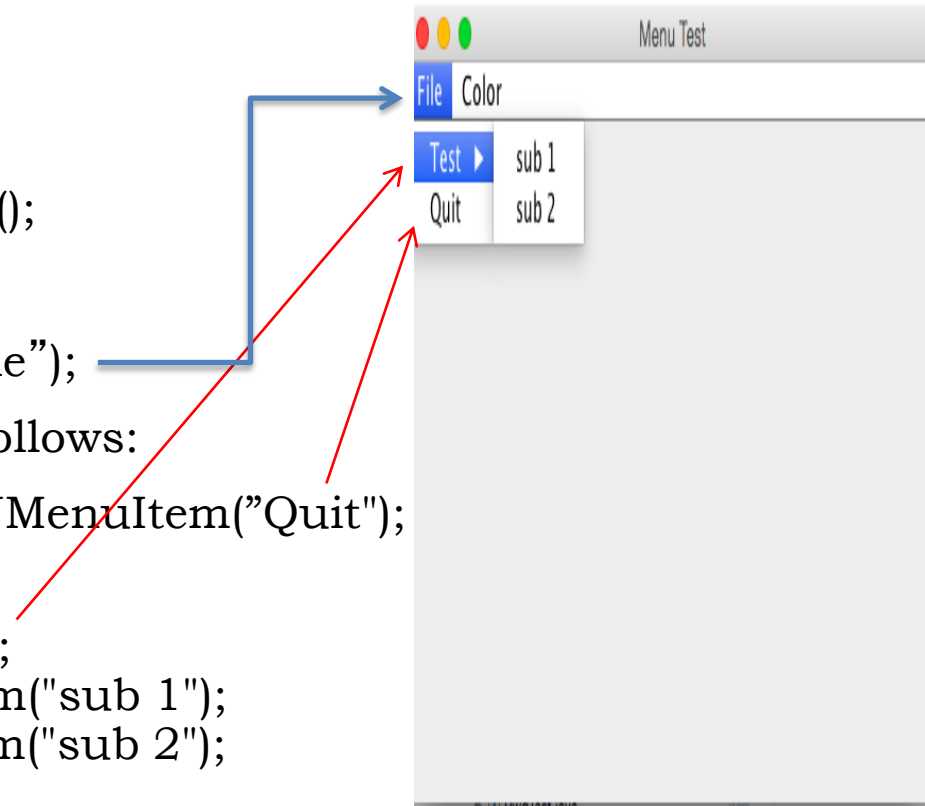 ();
e”);
ollows:
MenuItem(”Quit");
;
m("sub 1");
m("sub 2");
Menu Test
File Color
Test sub 1
Quit sub 2